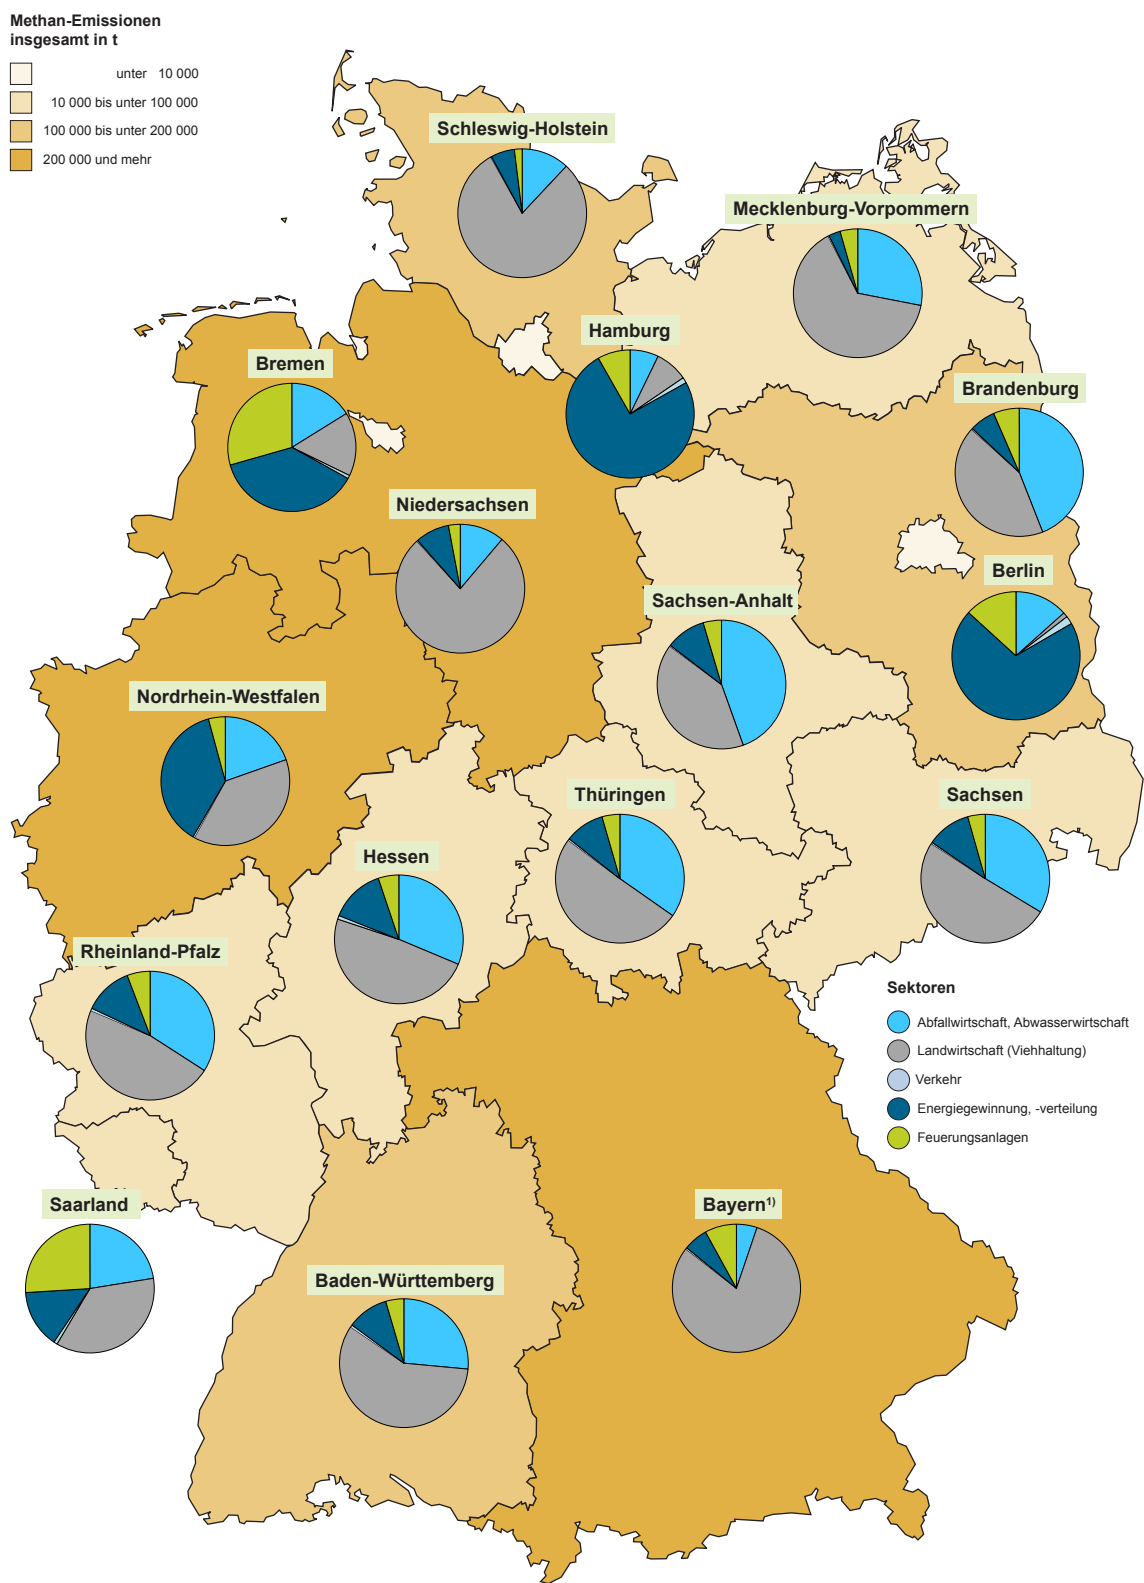 Methan-Emissionen
insgesamt in t
unter 10 000
10 000 bis unter 100 000
100 000 bis unter 200 000
200 000 und mehr
Schleswig-Holstein
Mecklenburg-Vorpommern
Hamburg
Bremen
Brandenburg
Niedersachsen
Berlin
Sachsen-Anhalt
Nordrhein-Westfalen
Thüringen
Sachsen
Hessen
Rheinland-Pfalz
Sektoren
Abfallwirtschaft, Abwasserwirtschaft
Landwirtschaft (Viehhaltung)
Verkehr
Energiegewinnung, -verteilung
Feuerungsanlagen
Saarland
Bayern¹⁾
Baden-Württemberg